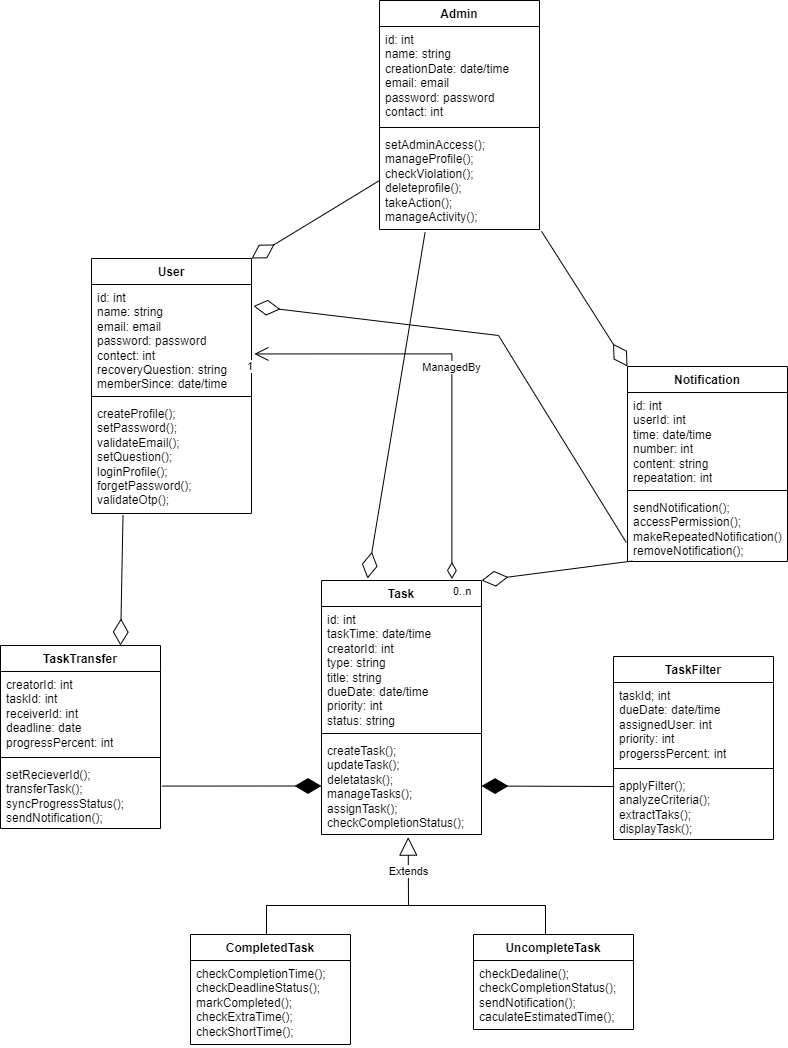 Admin
id: int
name: string
creationDate: date/time
email: email
password: password
contact: int
setAdminAccess();
manageProfile();
checkViolation();
deleteprofile();
takeAction();
manageActivity();
User
id: int
name: string
email: email
password: password
contect: int
recoveryQuestion: string
memberSince: date/time
createProfile();
setPassword();
validateEmail();
setQuestion();
loginProfile();
forgetPassword();
validateOtp();
1
ManagedBy
Notification
id: int
userId: int
time: date/time
number: int
content: string
repeatation: int
sendNotification();
accessPermission();
makeRepeatedNotification()
removeNotification();
Task
0..n
id: int
taskTime: date/time
creatorId: int
type: string
title: string
dueDate: date/time
priority: int
status: string
createTask();
updateTask();
deletatask();
manageTasks();
assignTask();
checkCompletionStatus();
TaskTransfer
creatorId: int
taskId: int
receiverId: int
deadline: date
progressPercent: int
setRecieverId();
transferTask();
syncProgressStatus();
sendNotification();
TaskFilter
taskId; int
dueDate: date/time
assignedUser: int
priority: int
progerssPercent: int
applyFilter();
analyzeCriteria();
extractTaks();
displayTask();
Extends
CompletedTask
checkCompletionTime();
checkDeadlineStatus();
markCompleted();
checkExtraTime();
checkShortTime();
UncompleteTask
checkDedaline();
checkCompletionStatus();
sendNotification();
caculateEstimatedTime();